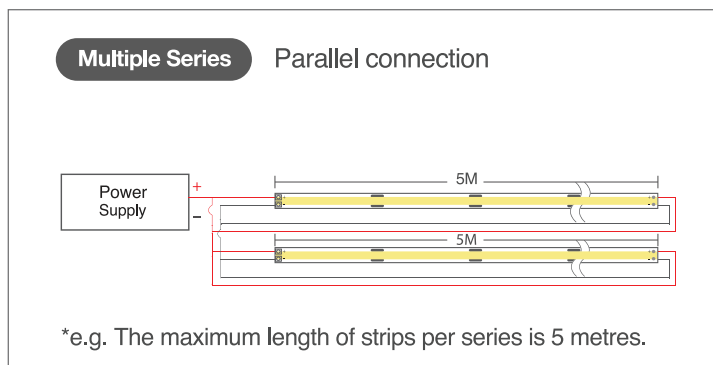 Multiple Series Parallel connection
5M
Power
Supply
+
–
5M
*e.g. The maximum length of strips per series is 5 metres.